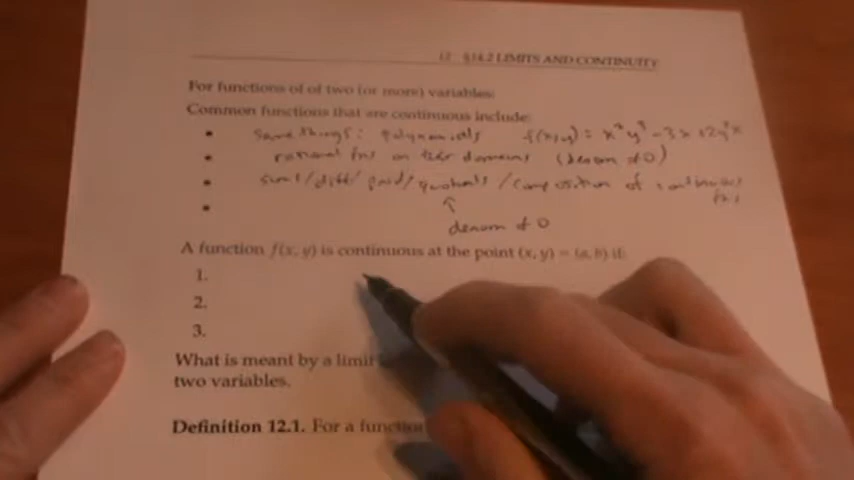 12 §14.2 LIMITS AND CONTINUITY
For functions of of two (or more) variables:
Common functions that are continuous include:
• same things: polynomials f(x,y) = x²y³ - 3x + 2y²x
• rational fns on their domains (denom ≠ 0)
• sums/diff/prod/quotients/composition of continuous
fns
•
denom ≠ 0
A function f(x, y) is continuous at the point (x, y) = (a, b) if:
1.
2.
3.
What is meant by a limit
two variables.
Definition 12.1. For a function